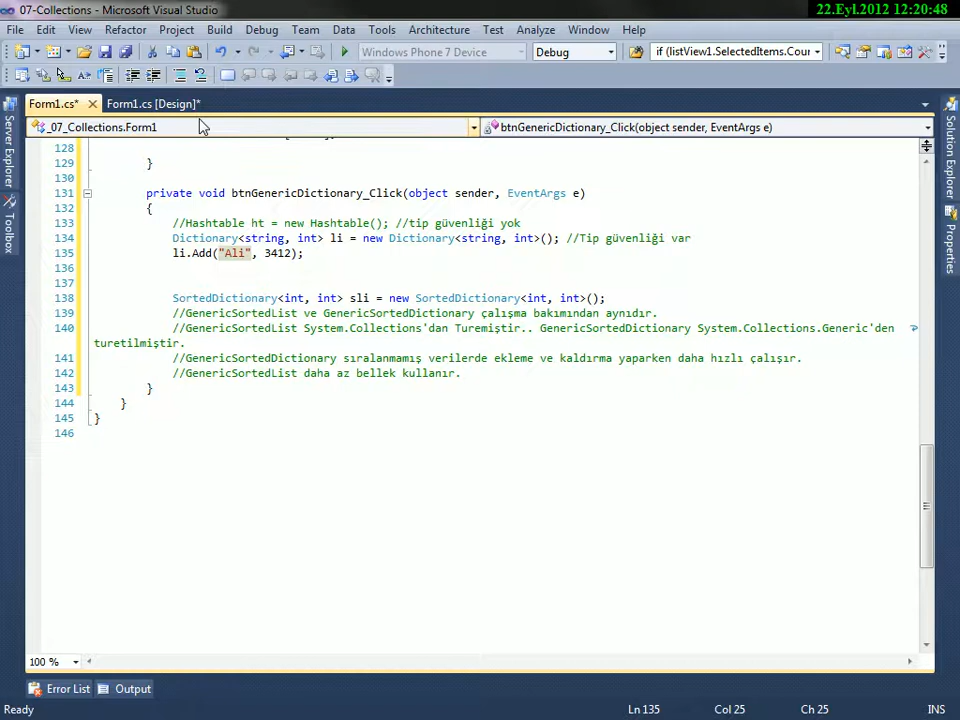 07-Collections - Microsoft Visual Studio
22.Eyl.2012 12:20:48
File Edit View Refactor Project Build Debug Team Data Tools Architecture Test Analyze Window Help
Windows Phone 7 Device Debug if (listView1.SelectedItems.Cour
Form1.cs* Form1.cs [Design]*
_07_Collections.Form1 btnGenericDictionary_Click(object sender, EventArgs e)
Server Explorer
Toolbox
Solution Explorer
Properties
128
129 }
130
131 private void btnGenericDictionary_Click(object sender, EventArgs e)
132 {
133 //Hashtable ht = new Hashtable(); //tip güvenliği yok
134 Dictionary<string, int> li = new Dictionary<string, int>(); //Tip güvenliği var
135 li.Add("Ali", 3412);
136
137
138 SortedDictionary<int, int> sli = new SortedDictionary<int, int>();
139 //GenericSortedList ve GenericSortedDictionary çalışma bakımından aynıdır.
140 //GenericSortedList System.Collections'dan Turemiştir.. GenericSortedDictionary System.Collections.Generic'den
turetilmiştir.
141 //GenericSortedDictionary sıralanmamış verilerde ekleme ve kaldırma yaparken daha hızlı çalışır.
142 //GenericSortedList daha az bellek kullanır.
143 }
144 }
145 }
146
100 %
Error List Output
Ready Ln 135 Col 25 Ch 25 INS